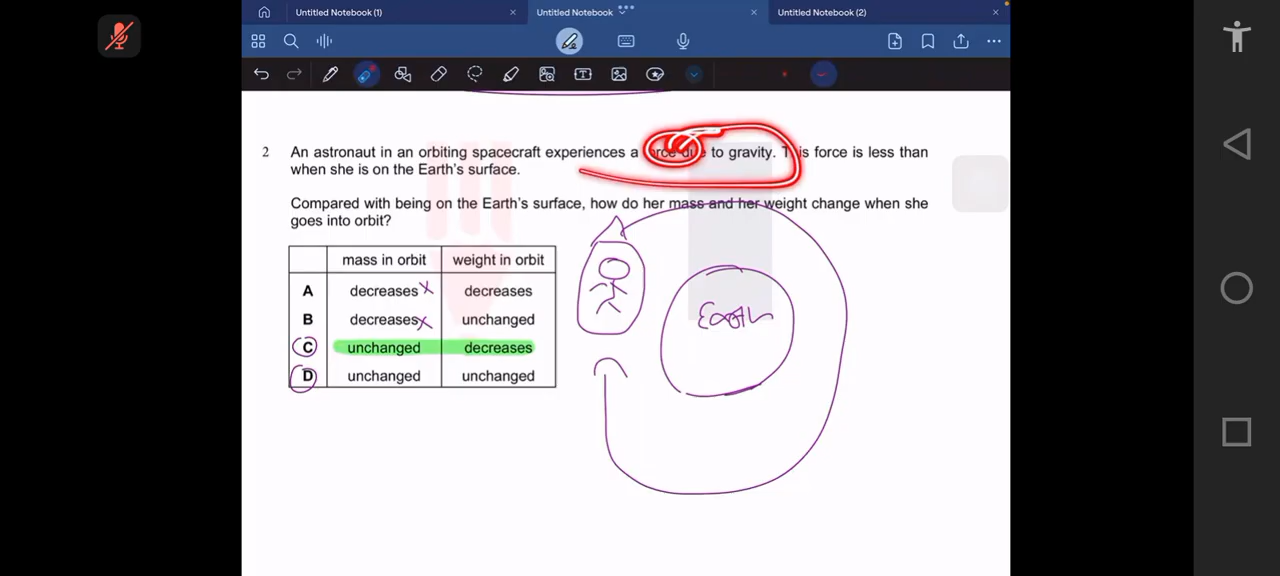 Untitled Notebook (1)
Untitled Notebook
Untitled Notebook (2)
2 An astronaut in an orbiting spacecraft experiences a force due to gravity. This force is less than
when she is on the Earth's surface.
Compared with being on the Earth's surface, how do her mass and her weight change when she
goes into orbit?
mass in orbit weight in orbit
A decreases x decreases
B decreases x unchanged
C unchanged decreases
D unchanged unchanged
Earth